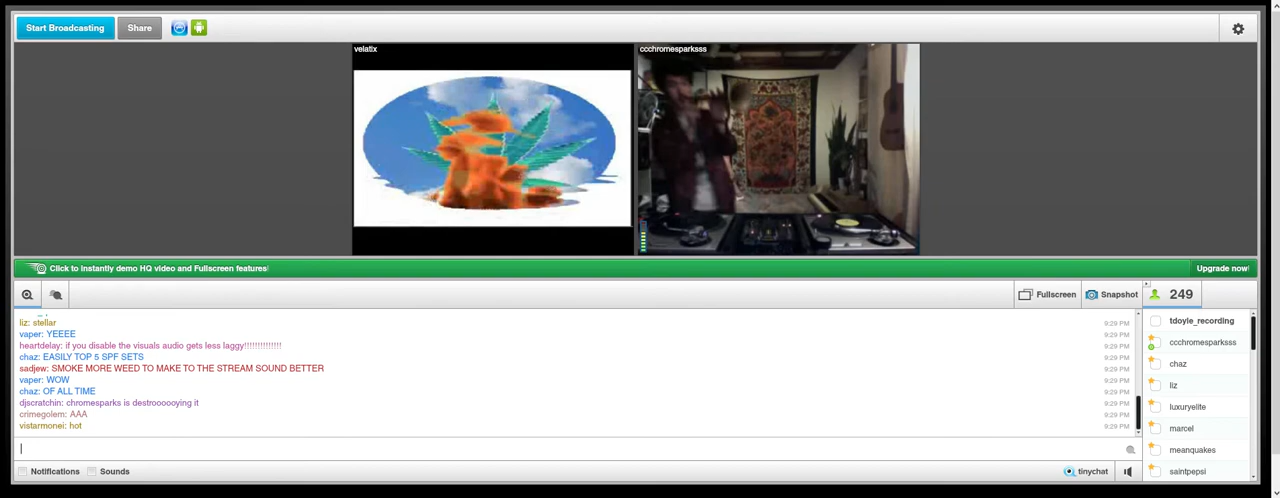 Start Broadcasting
Share
velatix
ccchromesparksss
Click to instantly demo HQ video and Fullscreen features!
Upgrade now!
Fullscreen
Snapshot
249
liz: stellar 9:29 PM
vaper: YEEEE 9:29 PM
heartdelay: if you disable the visuals audio gets less laggy!!!!!!!!!!!!!! 9:29 PM
chaz: EASILY TOP 5 SPF SETS 9:29 PM
sadjew: SMOKE MORE WEED TO MAKE TO THE STREAM SOUND BETTER 9:29 PM
vaper: WOW 9:29 PM
chaz: OF ALL TIME 9:29 PM
djscratchin: chromesparks is destroooooying it 9:29 PM
crimegolem: AAA 9:29 PM
vistarmonei: hot 9:29 PM
tdoyle_recording
ccchromesparksss
chaz
liz
luxuryelite
marcel
meanquakes
saintpepsi
Notifications
Sounds
tinychat